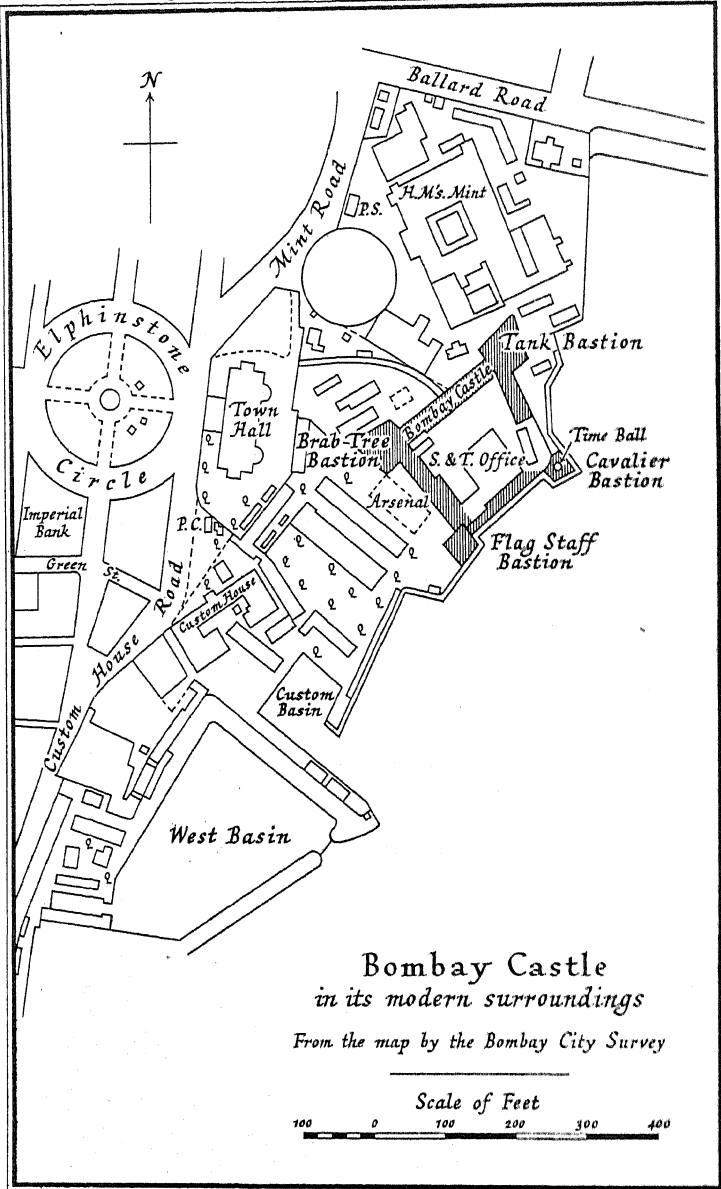 N
Ballard Road
Mint Road
H.M's. Mint
P.S.
Elphinstone
Circle
Tank Bastion
Bombay Castle
Town
Hall
Brab-Tree
Bastion
S. & T. Office
Time Ball
Cavalier
Bastion
Arsenal
Imperial
Bank
P.C.
Flag Staff
Bastion
Green St.
Custom House Road
Custom House
Custom
Basin
West Basin
Bombay Castle
in its modern surroundings
From the map by the Bombay City Survey
Scale of Feet
100 0 100 200 300 400